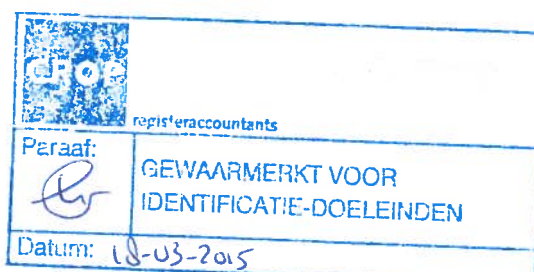 registeraccountants
Paraaf:
GEWAARMERKT VOOR
IDENTIFICATIE-DOELEINDEN
Datum: 18-03-2015